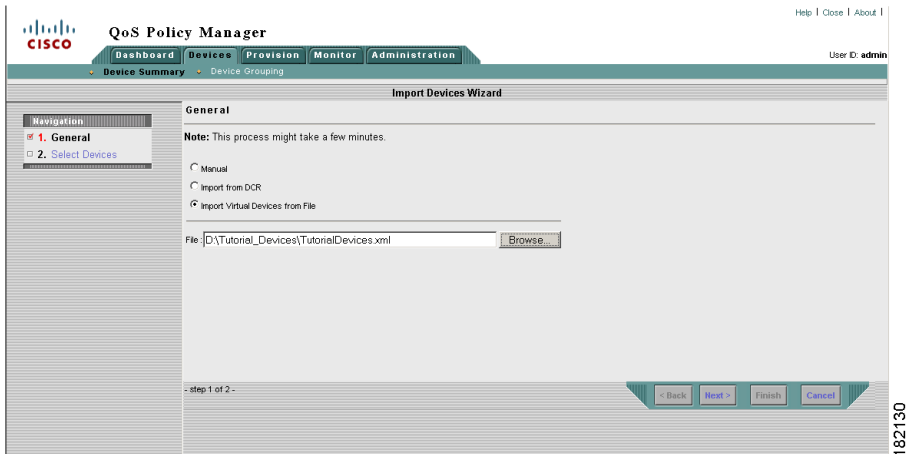 Help | Close | About |
CISCO
QoS Policy Manager
Dashboard Devices Provision Monitor Administration
User ID: admin
Device Summary Device Grouping
Import Devices Wizard
Navigation
1. General
2. Select Devices
General
Note: This process might take a few minutes.
Manual
Import from DCR
Import Virtual Devices from File
File : D:\Tutorial_Devices\TutorialDevices.xml Browse...
- step 1 of 2 -
< Back Next > Finish Cancel
182130